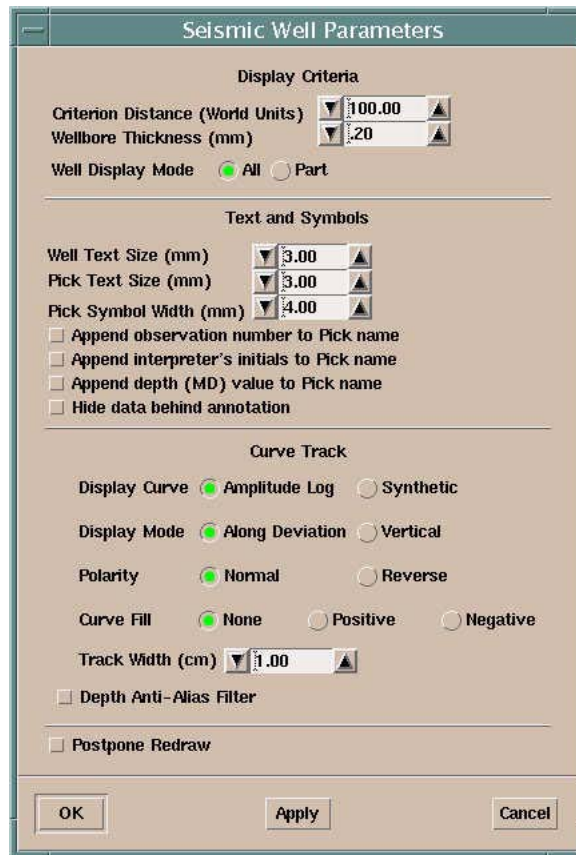 Seismic Well Parameters
Display Criteria
Criterion Distance (World Units) 100.00
Wellbore Thickness (mm) .20
Well Display Mode All Part
Text and Symbols
Well Text Size (mm) 3.00
Pick Text Size (mm) 3.00
Pick Symbol Width (mm) 4.00
Append observation number to Pick name
Append interpreter's initials to Pick name
Append depth (MD) value to Pick name
Hide data behind annotation
Curve Track
Display Curve Amplitude Log Synthetic
Display Mode Along Deviation Vertical
Polarity Normal Reverse
Curve Fill None Positive Negative
Track Width (cm) 1.00
Depth Anti-Alias Filter
Postpone Redraw
OK Apply Cancel